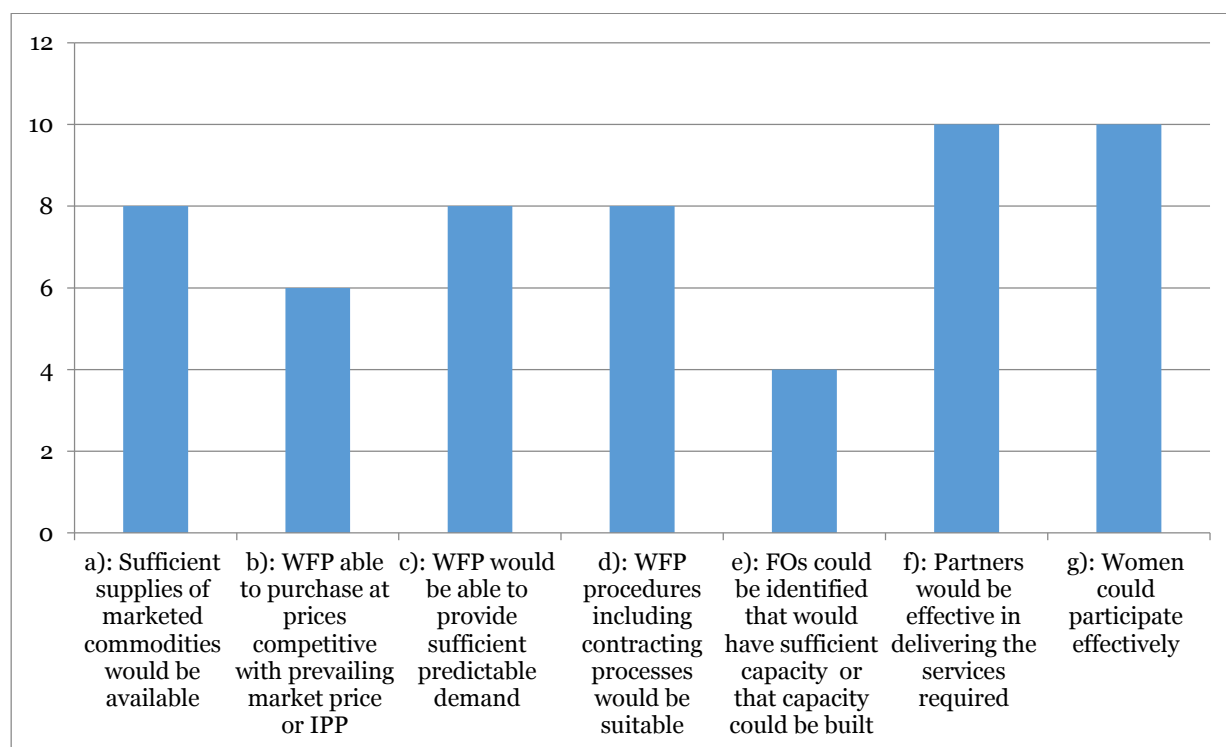 12
10
8
6
4
2
0
a): Sufficient
supplies of
marketed
commodities
would be
available
b): WFP able
to purchase at
prices
competitive
with prevailing
market price
or IPP
c): WFP would
be able to
provide
sufficient
predictable
demand
d): WFP
procedures
including
contracting
processes
would be
suitable
e): FOs could
be identified
that would
have sufficient
capacity or
that capacity
could be built
f): Partners
would be
effective in
delivering the
services
required
g): Women
could
participate
effectively